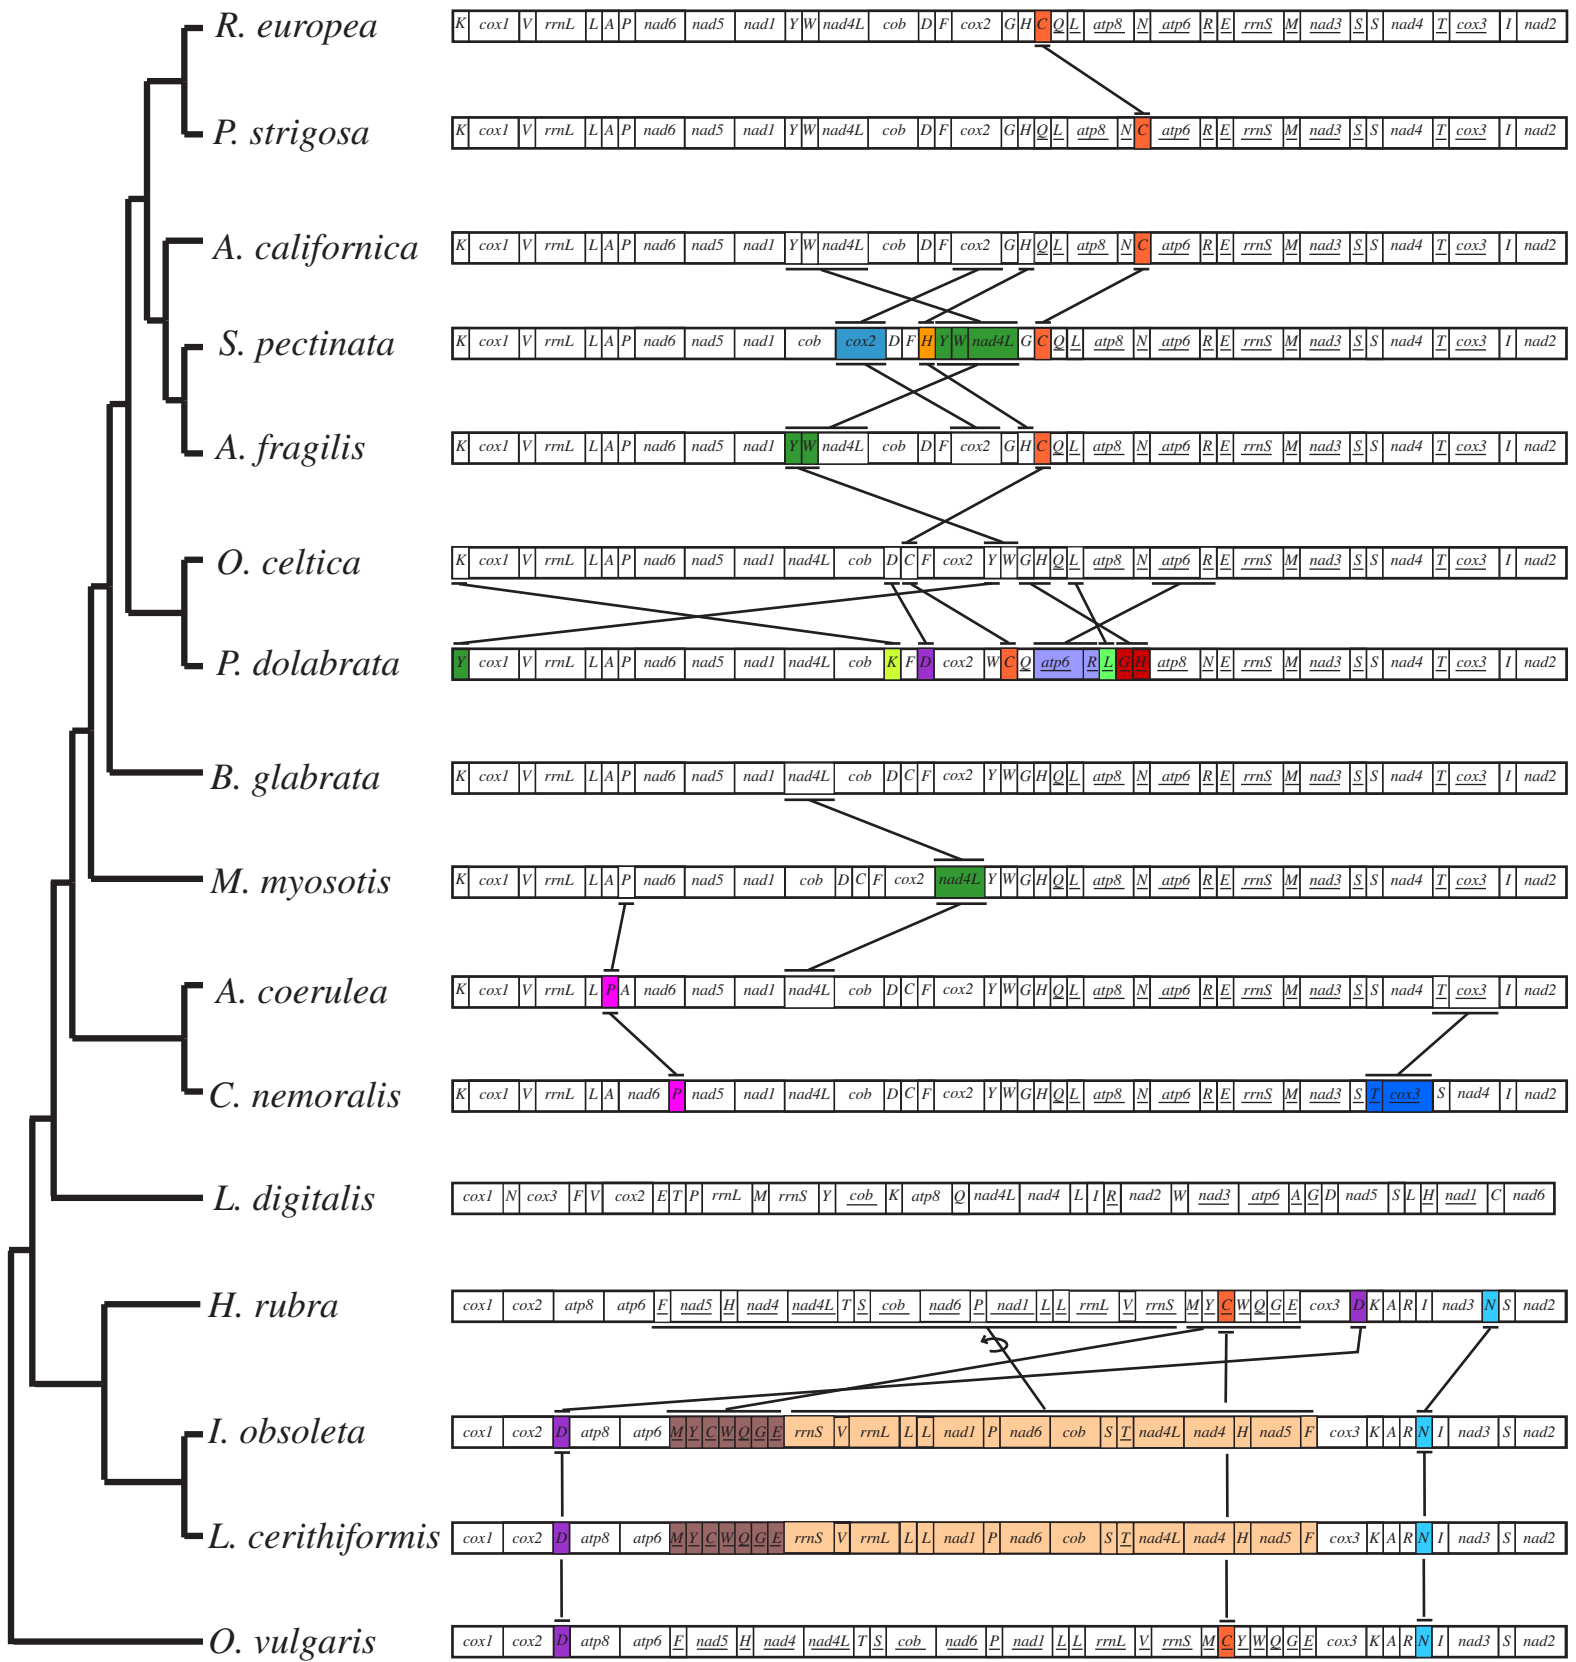 R. europea K cox1 V rrnL L A P nad6 nad5 nad1 Y W nad4L cob D F cox2 G H C Q L atp8 N atp6 R E rrnS M nad3 S S nad4 T cox3 I nad2
P. strigosa K cox1 V rrnL L A P nad6 nad5 nad1 Y W nad4L cob D F cox2 G H Q L atp8 N C atp6 R E rrnS M nad3 S S nad4 T cox3 I nad2
A. californica K cox1 V rrnL L A P nad6 nad5 nad1 Y W nad4L cob D F cox2 G H Q L atp8 N C atp6 R E rrnS M nad3 S S nad4 T cox3 I nad2
S. pectinata K cox1 V rrnL L A P nad6 nad5 nad1 cob cox2 D F H Y W nad4L G C Q L atp8 N atp6 R E rrnS M nad3 S S nad4 T cox3 I nad2
A. fragilis K cox1 V rrnL L A P nad6 nad5 nad1 Y W nad4L cob D F cox2 G H C Q L atp8 N atp6 R E rrnS M nad3 S S nad4 T cox3 I nad2
O. celtica K cox1 V rrnL L A P nad6 nad5 nad1 nad4L cob D C F cox2 Y W G H Q L atp8 N atp6 R E rrnS M nad3 S S nad4 T cox3 I nad2
P. dolabrata Y cox1 V rrnL L A P nad6 nad5 nad1 nad4L cob K F D cox2 W C Q atp6 R L G H atp8 N E rrnS M nad3 S S nad4 T cox3 I nad2
B. glabrata K cox1 V rrnL L A P nad6 nad5 nad1 nad4L cob D C F cox2 Y W G H Q L atp8 N atp6 R E rrnS M nad3 S S nad4 T cox3 I nad2
M. myosotis K cox1 V rrnL L A P nad6 nad5 nad1 cob D C F cox2 nad4L Y W G H Q L atp8 N atp6 R E rrnS M nad3 S S nad4 T cox3 I nad2
A. coerulea K cox1 V rrnL L P A nad6 nad5 nad1 nad4L cob D C F cox2 Y W G H Q L atp8 N atp6 R E rrnS M nad3 S S nad4 T cox3 I nad2
C. nemoralis K cox1 V rrnL L A nad6 P nad5 nad1 nad4L cob D C F cox2 Y W G H Q L atp8 N atp6 R E rrnS M nad3 S T cox3 S nad4 I nad2
L. digitalis cox1 N cox3 F V cox2 E T P rrnL M rrnS Y cob K atp8 Q nad4L nad4 L I R nad2 W nad3 atp6 A G D nad5 S L H nad1 C nad6
H. rubra cox1 cox2 atp8 atp6 F nad5 H nad4 nad4L T S cob nad6 P nad1 L L rrnL V rrnS M Y C W Q G E cox3 D K A R I nad3 N S nad2
I. obsoleta cox1 cox2 D atp8 atp6 M Y C W Q G E rrnS V rrnL L L nad1 P nad6 cob S T nad4L nad4 H nad5 F cox3 K A R N I nad3 S nad2
L. cerithiformis cox1 cox2 D atp8 atp6 M Y C W Q G E rrnS V rrnL L L nad1 P nad6 cob S T nad4L nad4 H nad5 F cox3 K A R N I nad3 S nad2
O. vulgaris cox1 cox2 D atp8 atp6 F nad5 H nad4 nad4L T S cob nad6 P nad1 L L rrnL V rrnS M C Y W Q G E cox3 K A R N I nad3 S nad2